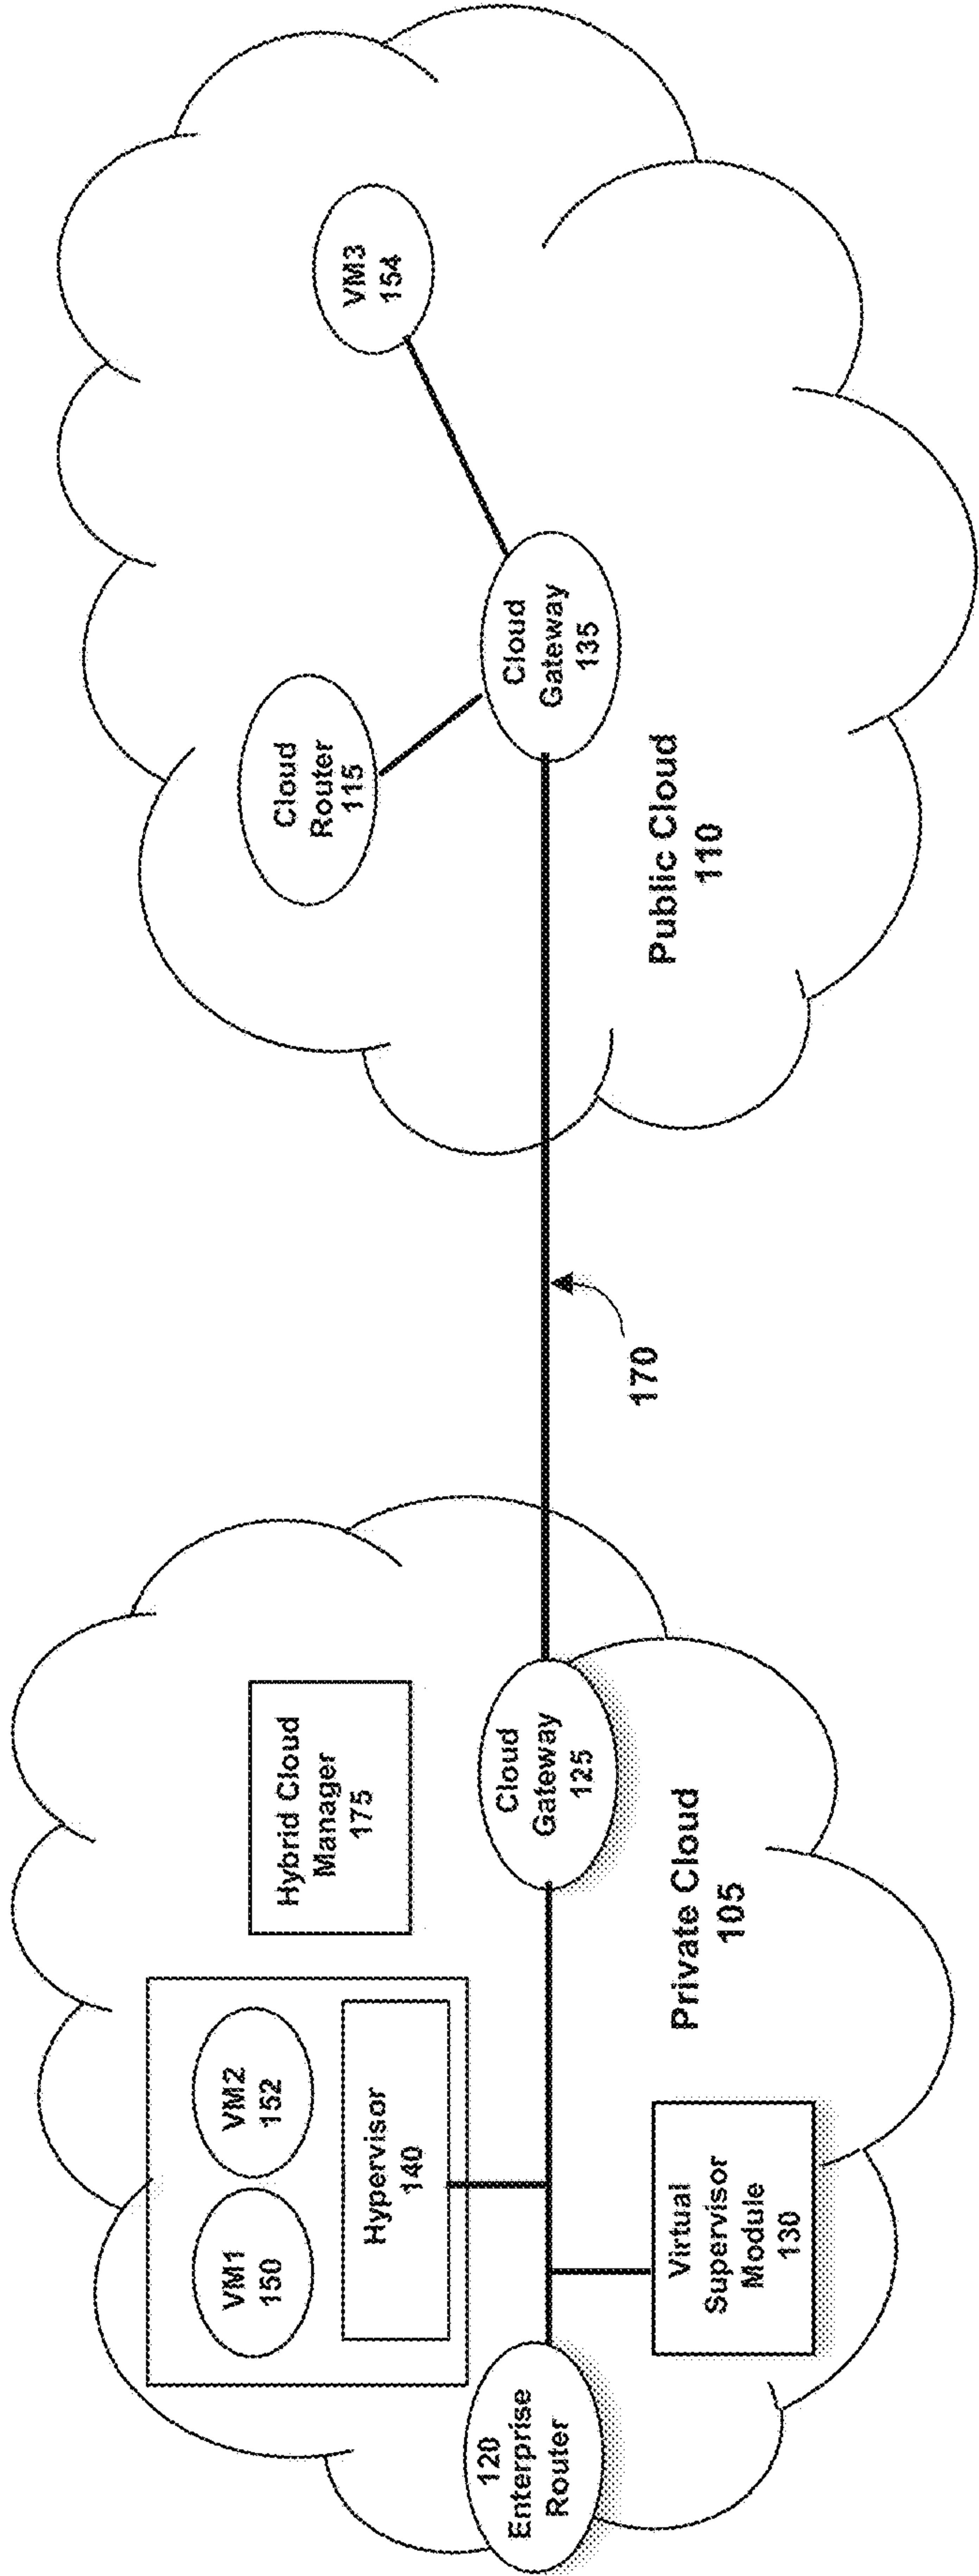 VM1
150
VM2
152
Hypervisor
140
Hybrid Cloud
Manager
175
120
Enterprise
Router
Cloud
Gateway
125
Virtual
Supervisor
Module
130
Private Cloud
105
170
Cloud
Router
115
VM3
154
Cloud
Gateway
135
Public Cloud
110